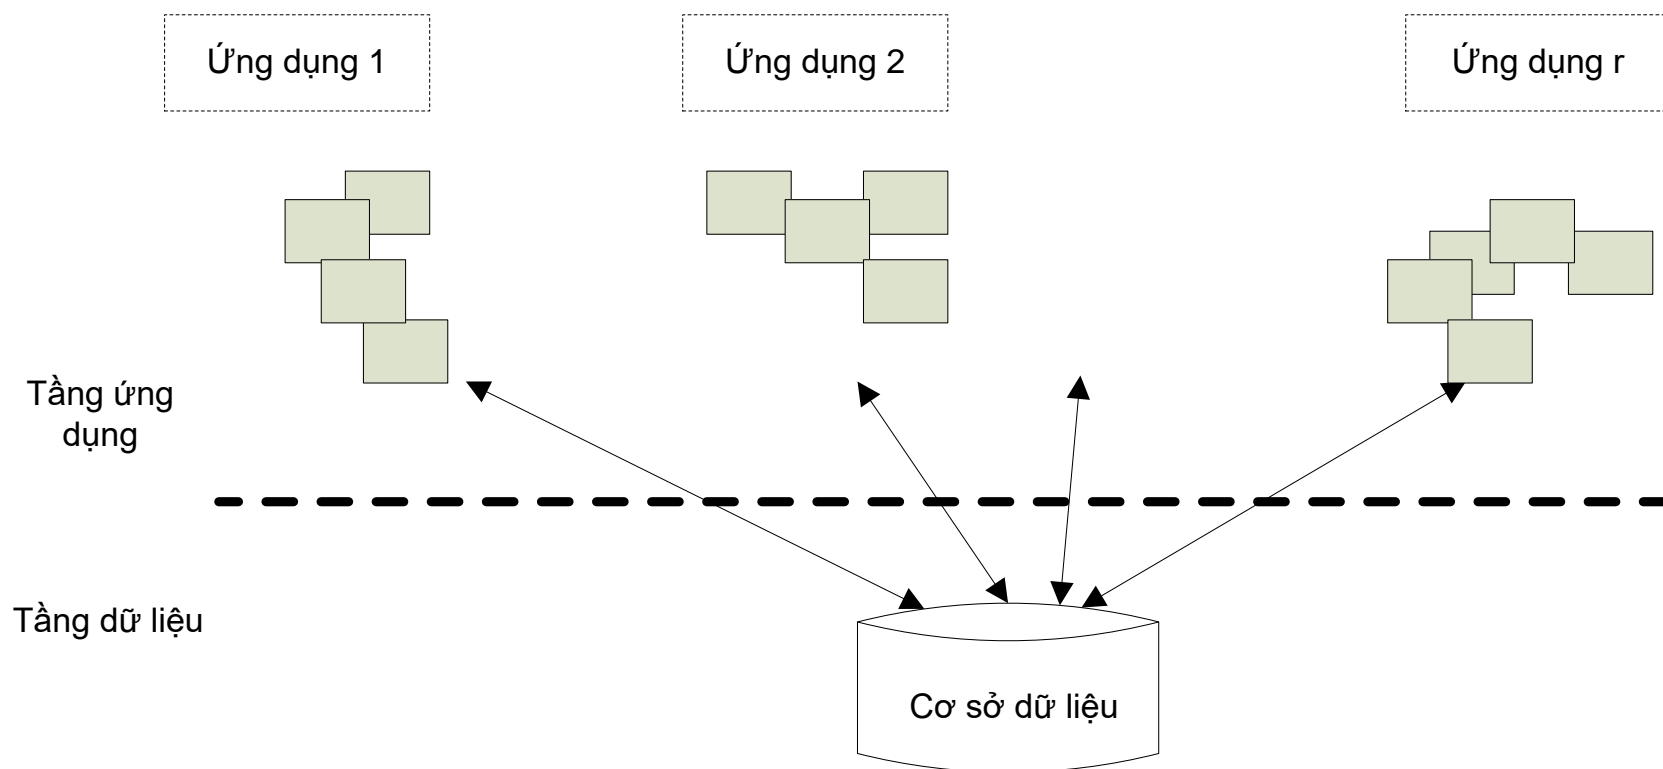 Ứng dụng 1
Ứng dụng 2
Ứng dụng r
Tầng ứng
dụng
Tầng dữ liệu
Cơ sở dữ liệu